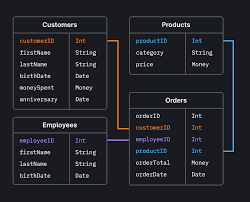 Customers
customerID Int
firstName String
lastName String
birthDate Date
moneySpent Money
anniversary Date
Products
productID Int
category String
price Money
Employees
employeeID Int
firstName String
lastName String
birthDate Date
Orders
orderID Int
customerID Int
employeeID Int
productID Int
orderTotal Money
orderDate Date